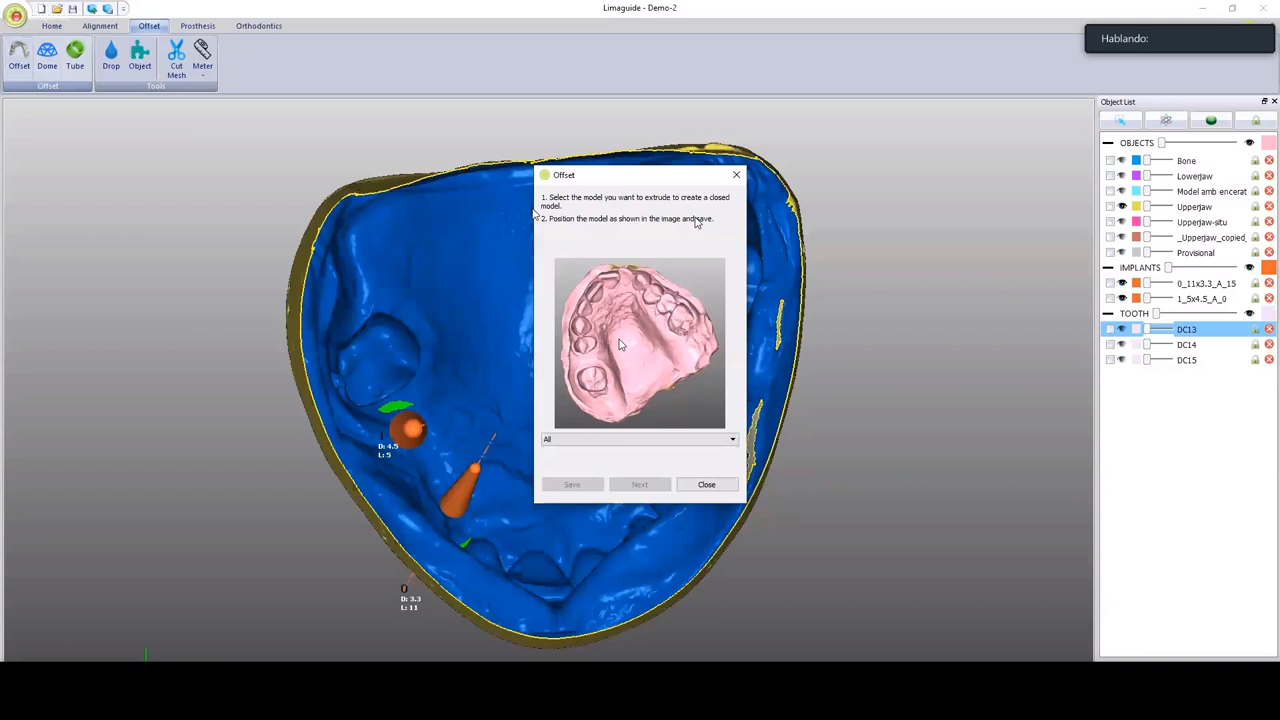 Limaguide - Demo-2
Home Alignment Offset Prosthesis Orthodontics
Hablando:
Offset Dome Tube Drop Object Cut Mesh Meter
Offset Tools
Object List
OBJECTS
Bone
Lowerjaw
Model amb encerat
Upperjaw
Upperjaw-situ
_Upperjaw_copied_
Provisional
IMPLANTS
0_11x3.3_A_15
1_5x4.5_A_0
TOOTH
DC13
DC14
DC15
Offset
1. Select the model you want to extrude to create a closed
model.
2. Position the model as shown in the image and save.
All
Save Next Close
1
D: 4.5
L: 5
0
D: 3.3
L: 11